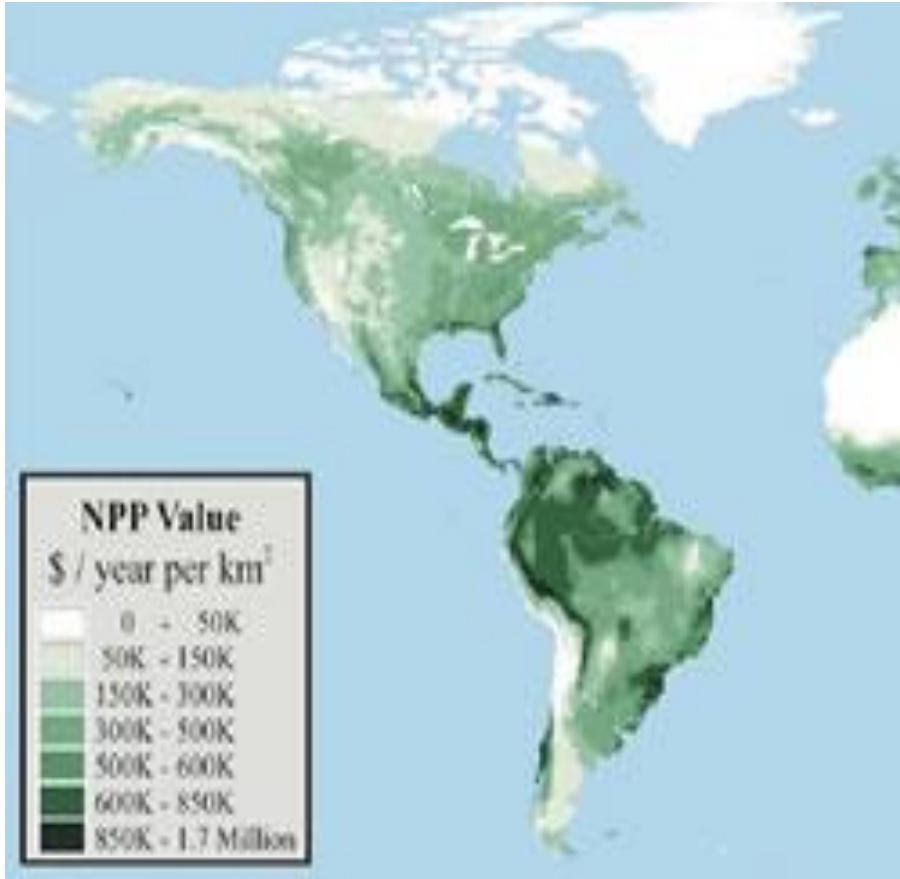 NPP Value
$ / year per km²
0 - 50K
50K - 150K
150K - 300K
300K - 500K
500K - 600K
600K - 850K
850K - 1.7 Million